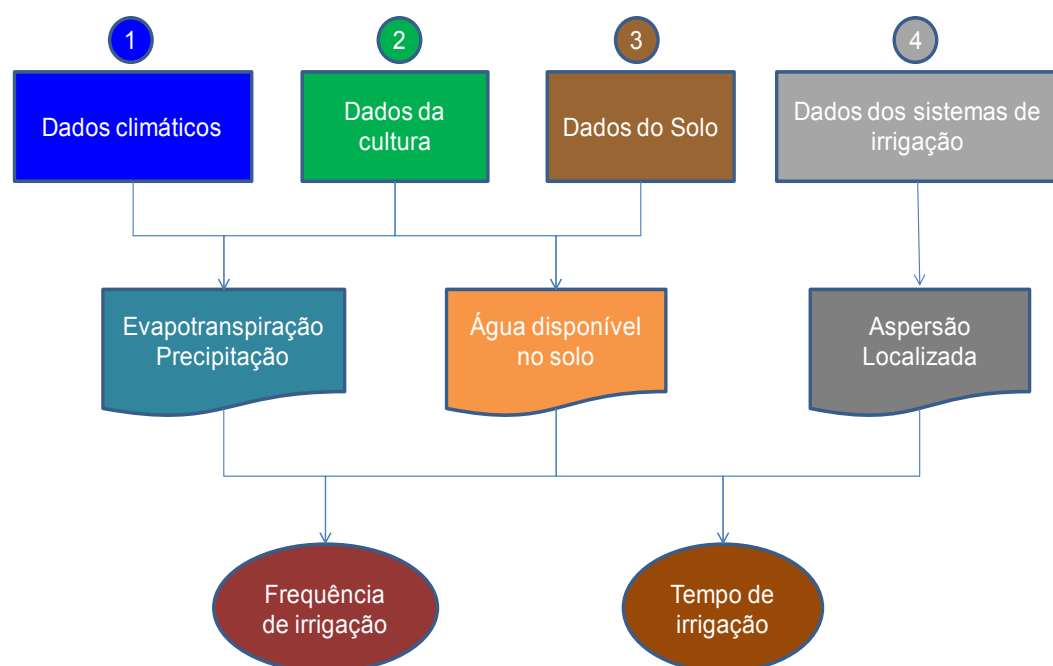 1
2
3
4
Dados climáticos
Dados da
cultura
Dados do Solo
Dados dos sistemas de
irrigação
Evapotranspiração
Precipitação
Água disponível
no solo
Aspersão
Localizada
Frequência
de irrigação
Tempo de
irrigação